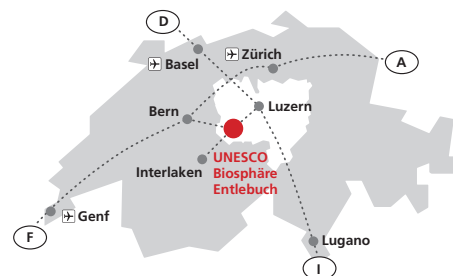 D
Basel
Zürich
A
Bern
Luzern
UNESCO
Biosphäre
Entlebuch
Interlaken
Genf
F
Lugano
I